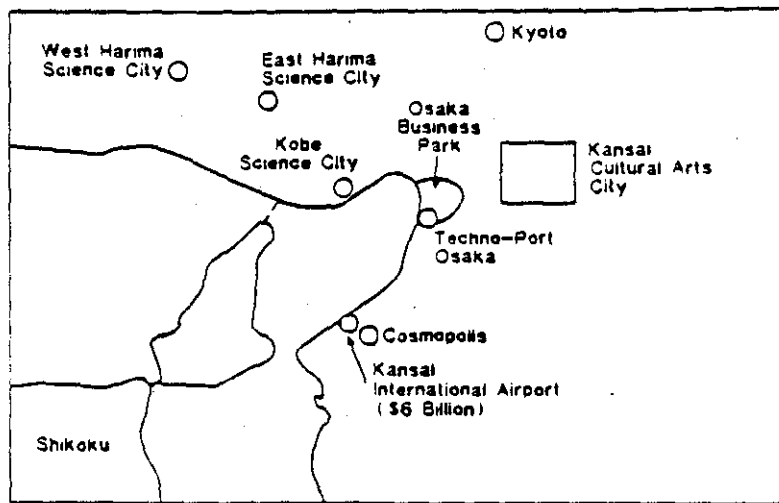 Kyoto
West Harima
Science City
East Harima
Science City
Osaka
Business
Park
Kobe
Science City
Kansai
Cultural Arts
City
Techno-Port
Osaka
Cosmopolis
Kansai
International Airport
($6 Billion)
Shikoku